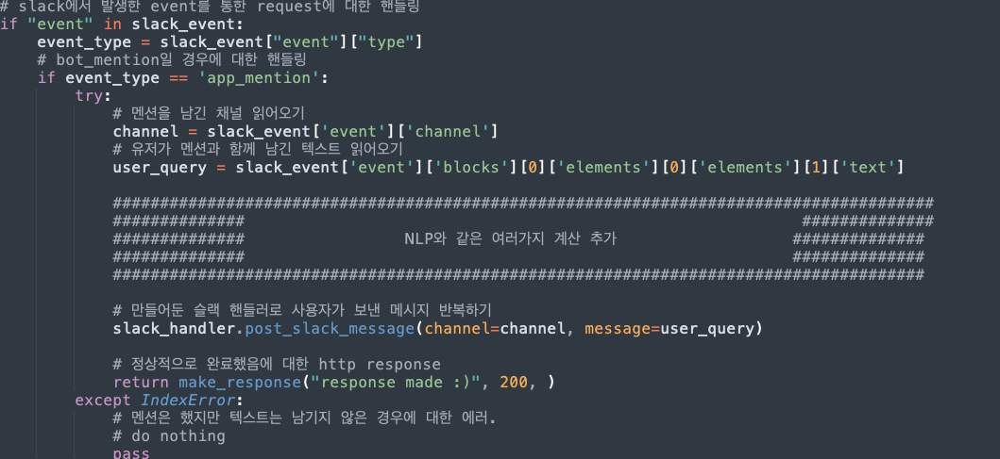 # slack에서 발생한 event를 통한 request에 대한 핸들링
if "event" in slack_event:
    event_type = slack_event["event"]["type"]
    # bot_mention일 경우에 대한 핸들링
    if event_type == 'app_mention':
        try:
            # 멘션을 남긴 채널 읽어오기
            channel = slack_event['event']['channel']
            # 유저가 멘션과 함께 남긴 텍스트 읽어오기
            user_query = slack_event['event']['blocks'][0]['elements'][0]['elements'][1]['text']

            #######################################################################################
            ##############                                                           ##############
            ##############                 NLP와 같은 여러가지 계산 추가                   ##############
            ##############                                                          ##############
            ######################################################################################

            # 만들어둔 슬랙 핸들러로 사용자가 보낸 메시지 반복하기
            slack_handler.post_slack_message(channel=channel, message=user_query)

            # 정상적으로 완료했음에 대한 http response
            return make_response("response made :)", 200, )
        except IndexError:
            # 멘션은 했지만 텍스트는 남기지 않은 경우에 대한 에러.
            # do nothing
            pass